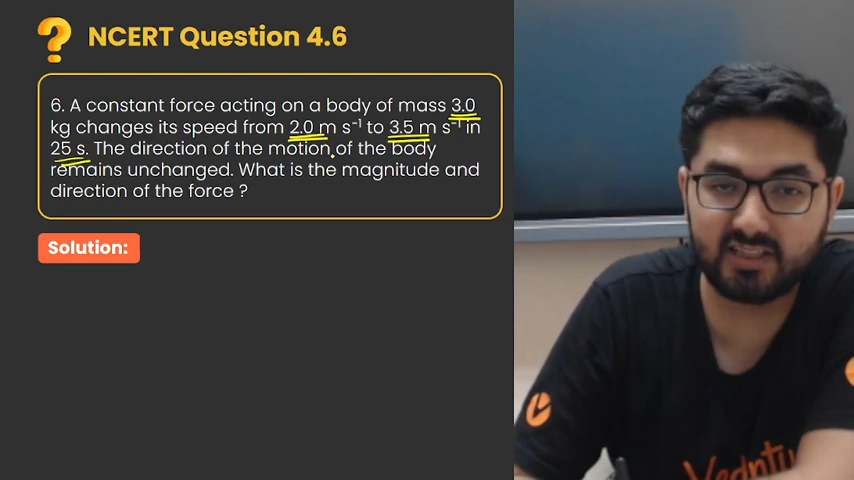 ? NCERT Question 4.6
6. A constant force acting on a body of mass 3.0
kg changes its speed from 2.0 m s⁻¹ to 3.5 m s⁻¹ in
25 s. The direction of the motion of the body
remains unchanged. What is the magnitude and
direction of the force ?
Solution:
Vedantu